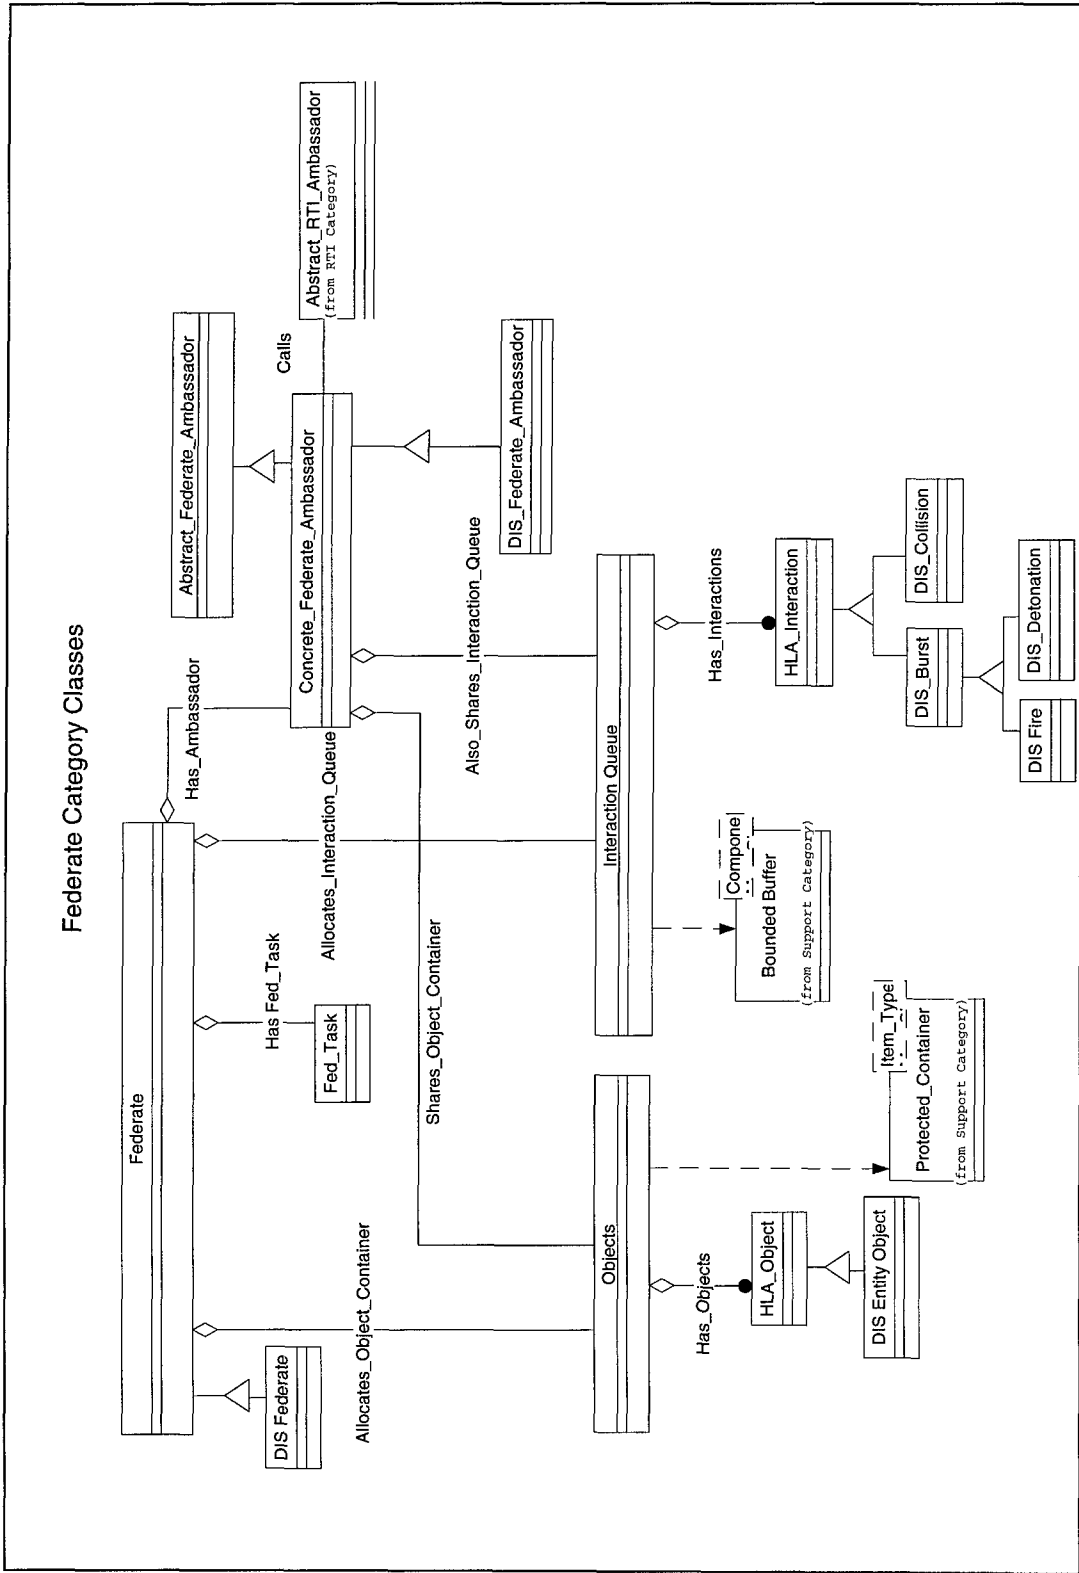 Federate Category Classes
Federate
DIS Federate
Has_Ambassador
Abstract_Federate_Ambassador
Has Fed_Task
Fed_Task
Allocates_Object_Container
Allocates_Interaction_Queue
Concrete_Federate_Ambassador
Calls
Abstract_RTI_Ambassador
(from RTI Category)
Shares_Object_Container
Also_Shares_Interaction_Queue
DIS_Federate_Ambassador
Objects
Interaction Queue
Has_Objects
HLA_Object
DIS Entity Object
Item_Type
Protected_Container
(from Support Category)
Componel
Bounded Buffer
(from Support Category)
Has_Interactions
HLA_Interaction
DIS_Burst
DIS_Collision
DIS Fire
DIS_Detonation